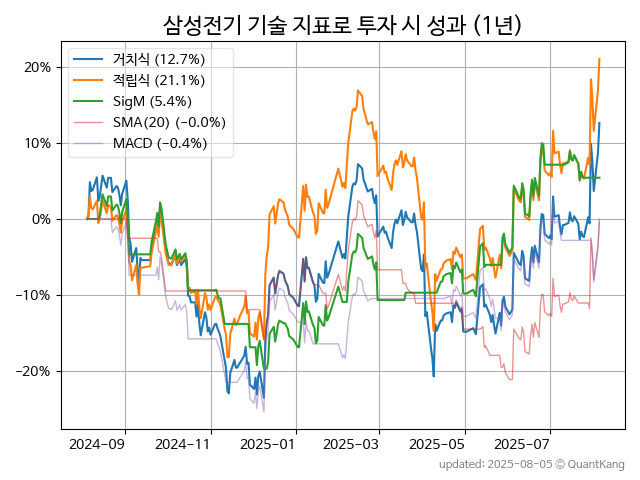 삼성전기 기술 지표로 투자 시 성과 (1년)
거치식 (12.7%)
적립식 (21.1%)
SigM (5.4%)
SMA(20) (−0.0%)
MACD (−0.4%)
20%
10%
0%
−10%
−20%
2024−09 2024−11 2025−01 2025−03 2025−05 2025−07
updated: 2025-08-05 ⓒ QuantKang